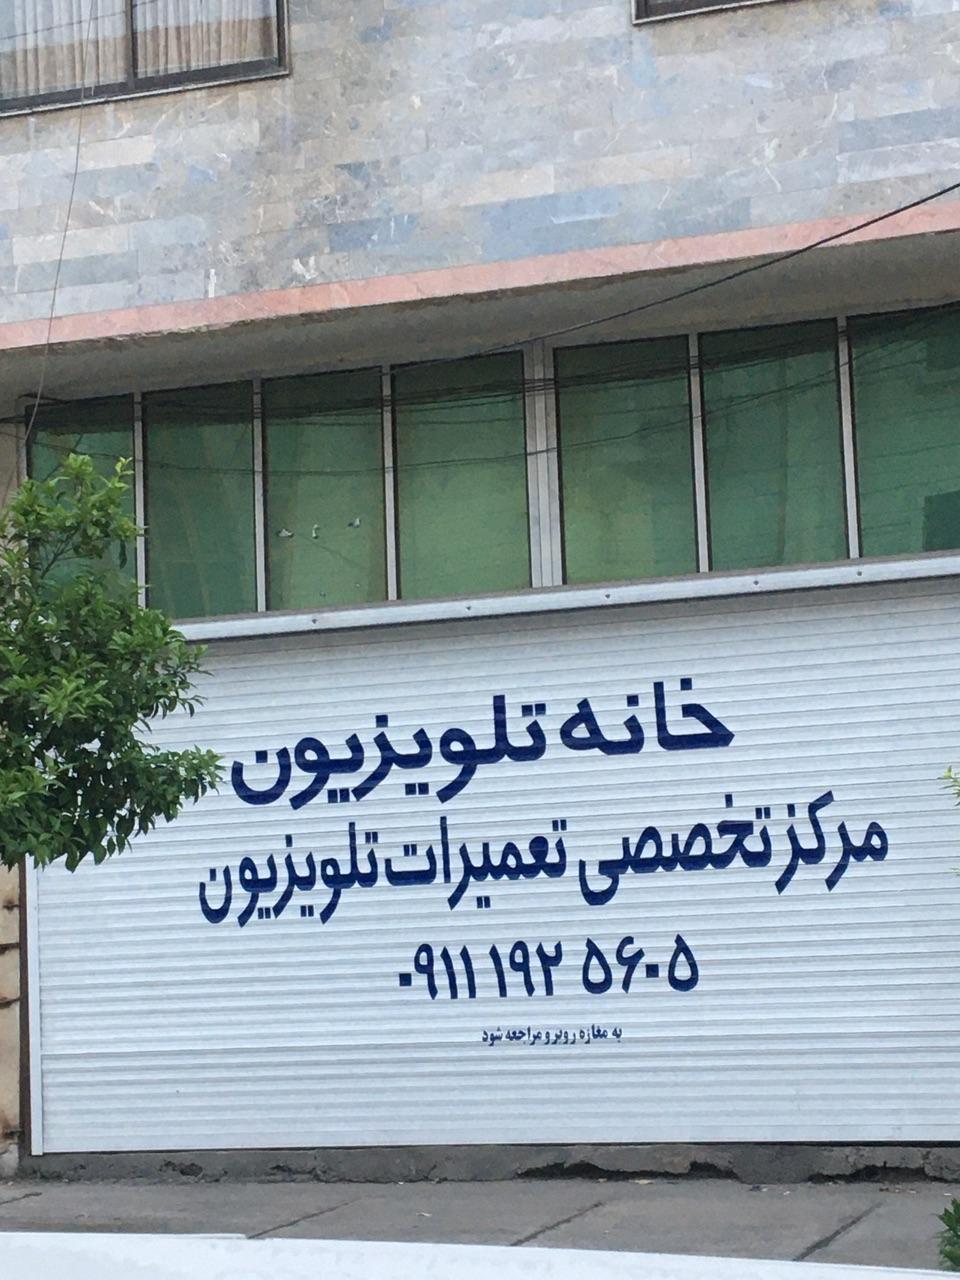 خانه تلویزیون
مرکز تخصصی تعمیرات تلویزیون
۰۹۱۱ ۱۹۲ ۵۶۰۵
به مغازه روبرو مراجعه شود